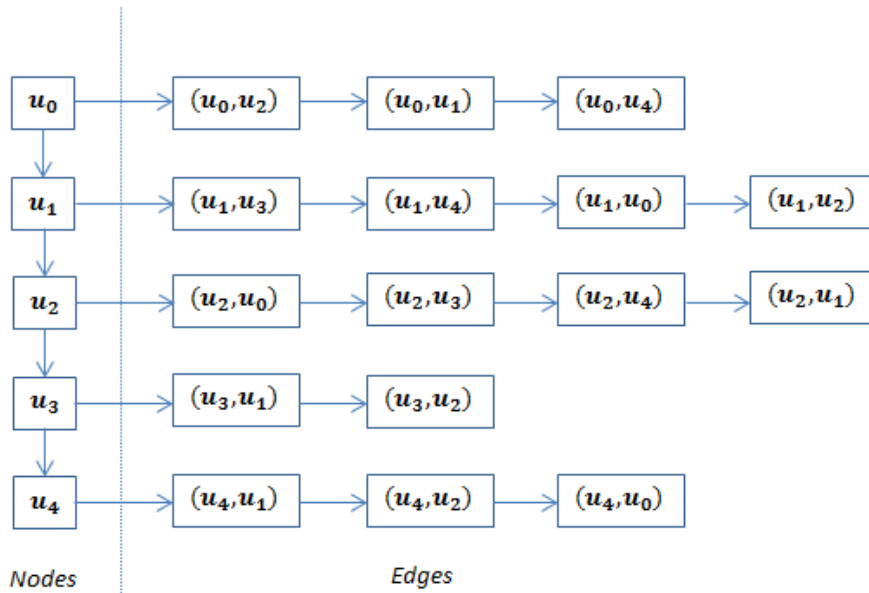 u₀ (u₀,u₂) (u₀,u₁) (u₀,u₄)
u₁ (u₁,u₃) (u₁,u₄) (u₁,u₀) (u₁,u₂)
u₂ (u₂,u₀) (u₂,u₃) (u₂,u₄) (u₂,u₁)
u₃ (u₃,u₁) (u₃,u₂)
u₄ (u₄,u₁) (u₄,u₂) (u₄,u₀)
Nodes Edges